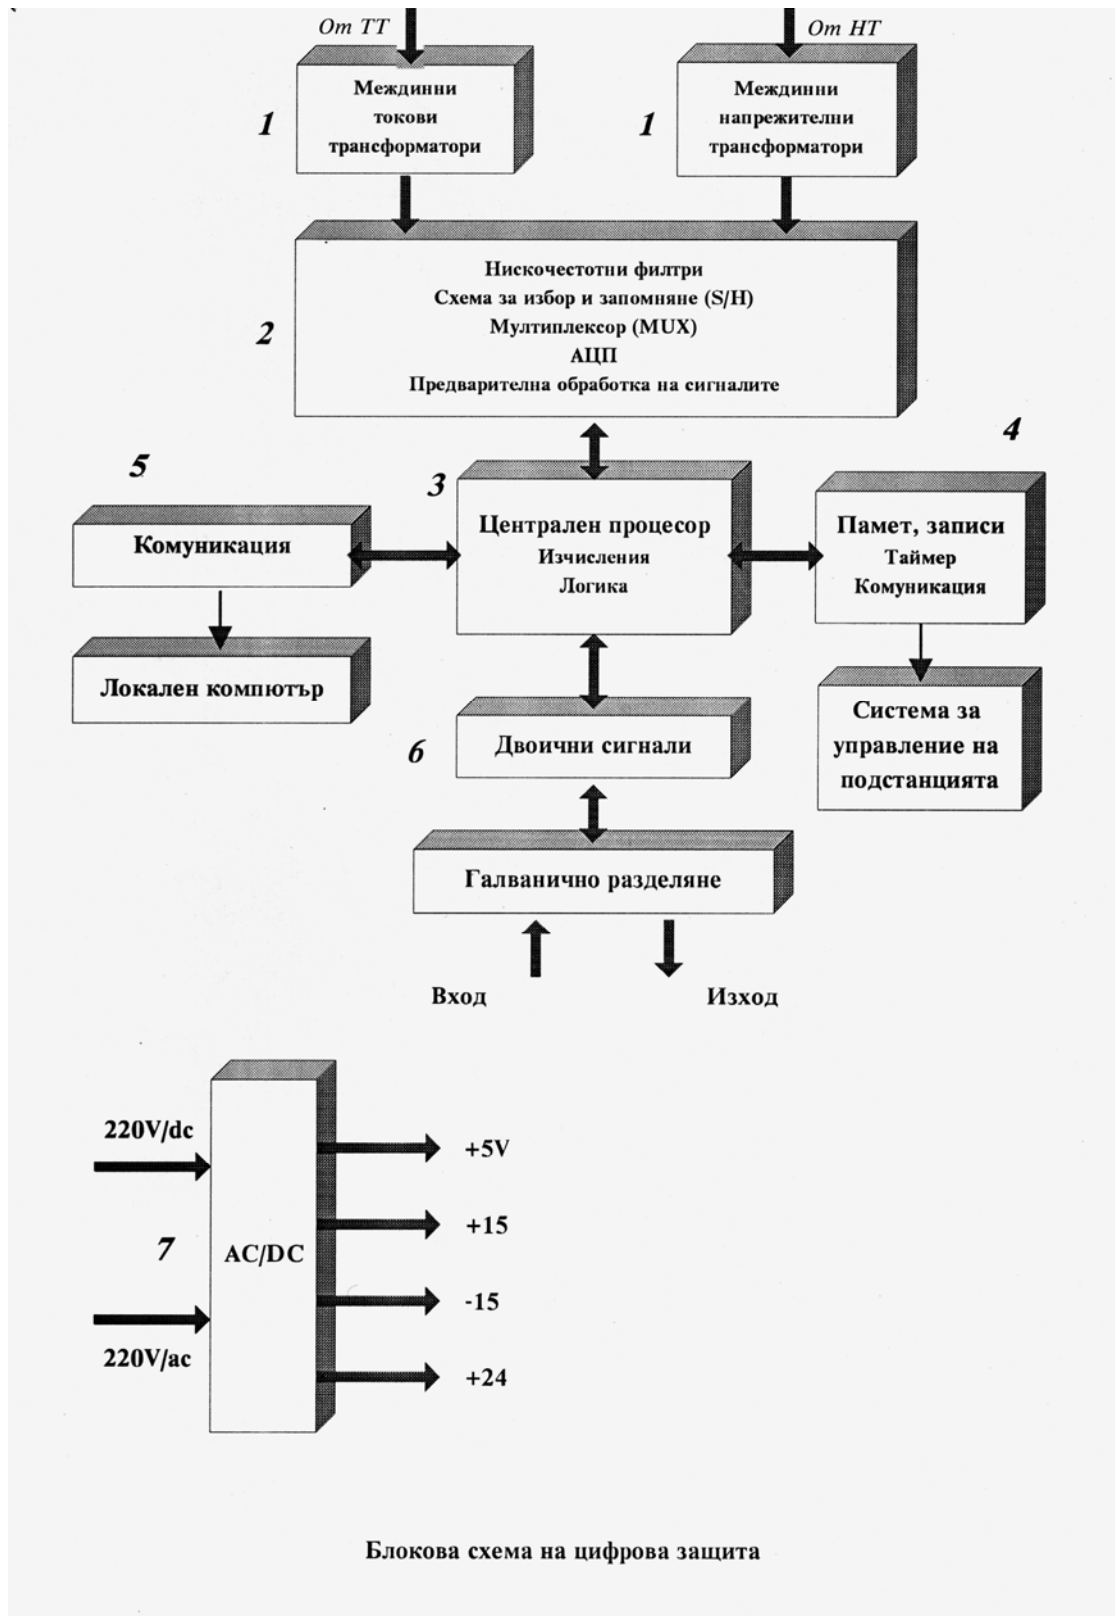 От ТТ
От НТ
Междинни
токови
трансформатори
1
Междинни
напрежителни
трансформатори
1
Нискочестотни филтри
Схема за избор и запомняне (S/H)
Мултиплексор (MUX)
АЦП
Предварителна обработка на сигналите
2
4
5
3
Комуникация
Централен процесор
Изчисления
Логика
Памет, записи
Таймер
Комуникация
Локален компютър
Система за
управление на
подстанцията
6
Двоични сигнали
Галванично разделяне
Вход
Изход
220V/dc
7
220V/ac
AC/DC
+5V
+15
-15
+24
Блокова схема на цифрова защита